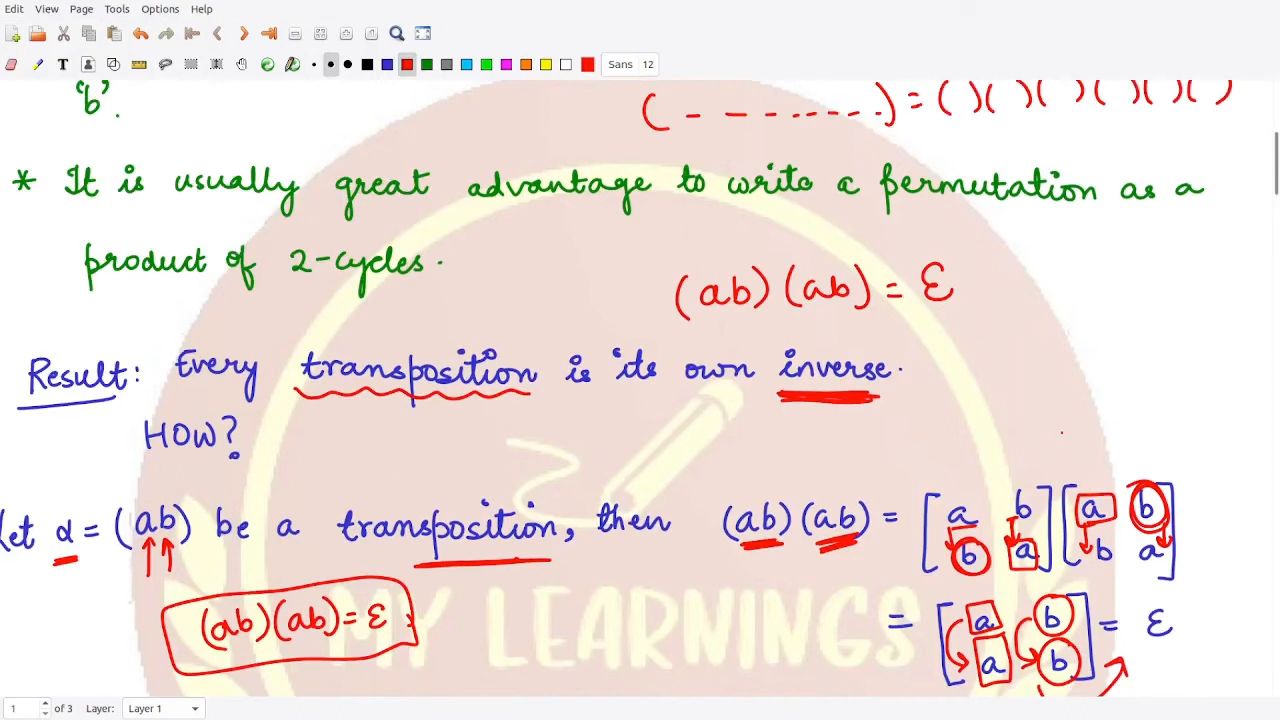 Edit View Page Tools Options Help
Sans 12
'b'.
( - - - - - - - ) = ( ) ( ) ( ) ( ) ( ) ( )
* It is usually great advantage to write a permutation as a
product of 2-cycles.
(ab)(ab) = ε
Result: Every transposition is its own inverse.
HOW?
Let α = (ab) be a transposition, then (ab)(ab) = [a b] [a b]
[b a] [b a]
(ab)(ab) = ε
= [a b] = ε
[a b]
MY LEARNINGS
1 of 3 Layer: Layer 1